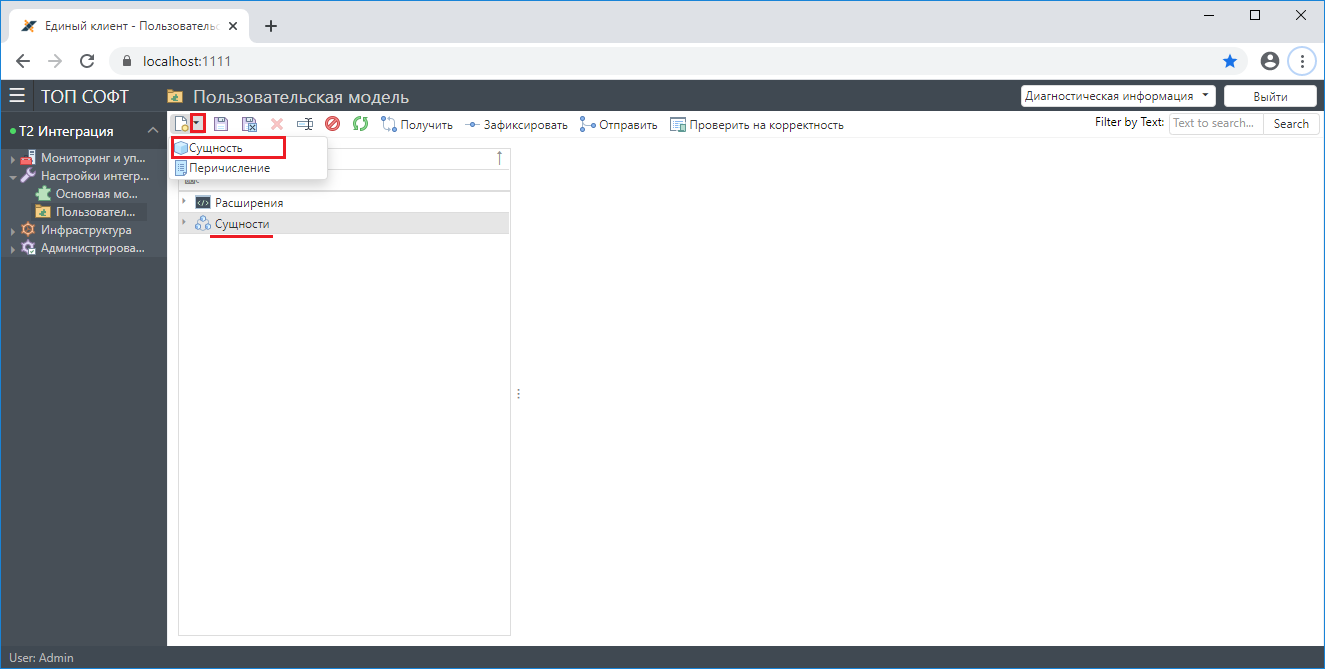 Единый клиент - Пользовательс
localhost:1111
ТОП СОФТ
Пользовательская модель
Диагностическая информация
Выйти
Т2 Интеграция
Получить
Зафиксировать
Отправить
Проверить на корректность
Filter by Text:
Text to search...
Search
Сущность
Перечисление
Мониторинг и уп...
Настройки интегр...
Основная мо...
Пользовател...
Инфраструктура
Администрирова...
Расширения
Сущности
User: Admin